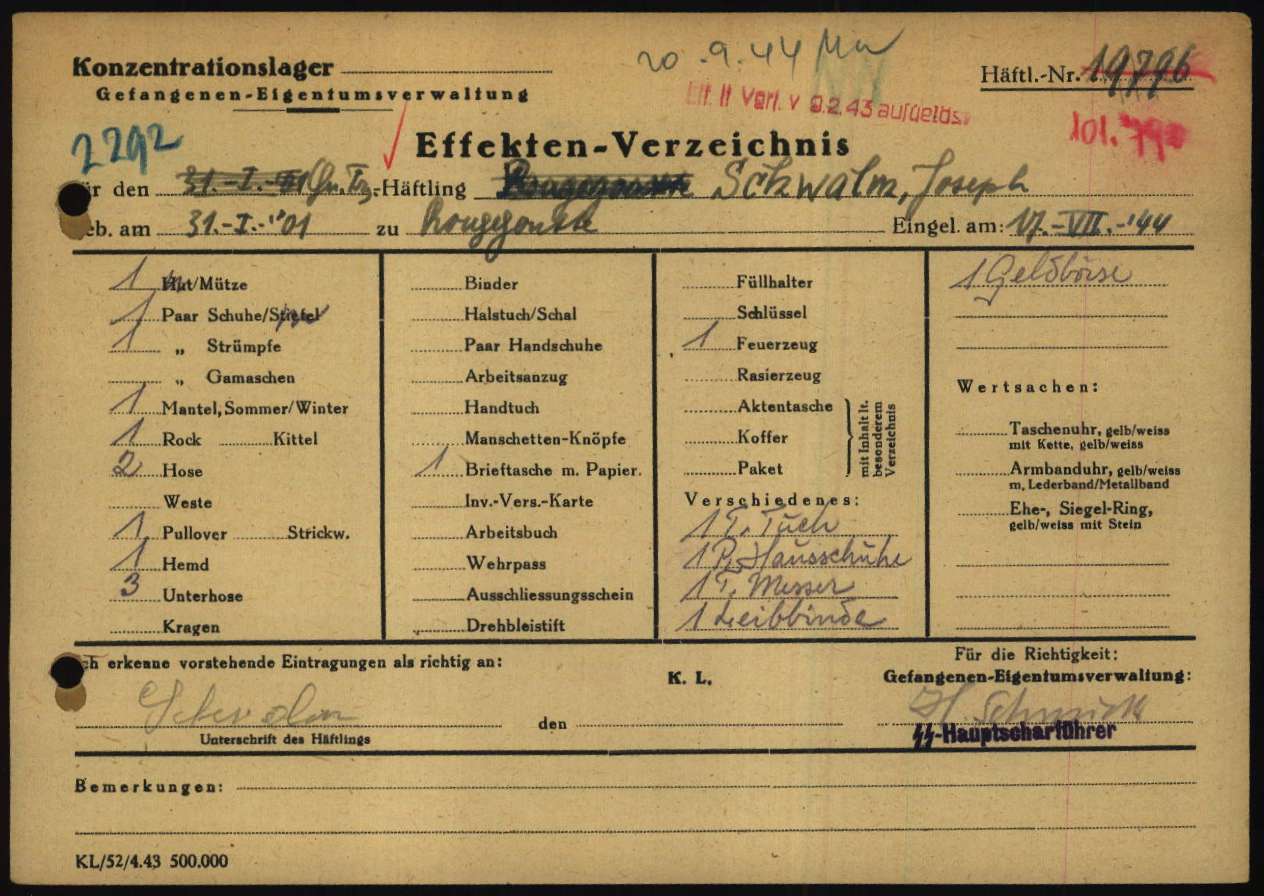 20.9.44
Konzentrationslager
Häftl.-Nr. 19796
Gefangenen-Eigentumsverwaltung
v 9.2.43 aufgelöst
101.79
2292
Effekten-Verzeichnis
für den 31.-I.- -Häftling Schwalm, Joseph
geb. am 31.-I.-'01 zu Rouggoutte Eingel. am: 17.-VII.-'44
1 Hut/Mütze
1 Paar Schuhe/Stiefel
1 „ Strümpfe
„ Gamaschen
1 Mantel, Sommer/Winter
1 Rock Kittel
2 Hose
Weste
1 Pullover Strickw.
1 Hemd
3 Unterhose
Kragen
Binder
Halstuch/Schal
Paar Handschuhe
Arbeitsanzug
Handtuch
Manschetten-Knöpfe
1 Brieftasche m. Papier.
Inv.-Vers.-Karte
Arbeitsbuch
Wehrpass
Ausschliessungsschein
Drehbleistift
Füllhalter
Schlüssel
1 Feuerzeug
Rasierzeug
Aktentasche
Koffer
Paket
mit Inhalt lt.
besonderem
Verzeichnis
Verschiedenes:
1 T. Tuch
1 P. Hausschuhe
1 T. Messer
1 Leibbinde
1 Geldbörse
Wertsachen:
Taschenuhr, gelb/weiss
mit Kette, gelb/weiss
Armbanduhr, gelb/weiss
m. Lederband/Metallband
Ehe-, Siegel-Ring,
gelb/weiss mit Stein
Ich erkenne vorstehende Eintragungen als richtig an:
K. L.
Für die Richtigkeit:
Gefangenen-Eigentumsverwaltung:
den
Unterschrift des Häftlings
SS-Hauptscharführer
Bemerkungen:
KL/52/4.43 500.000